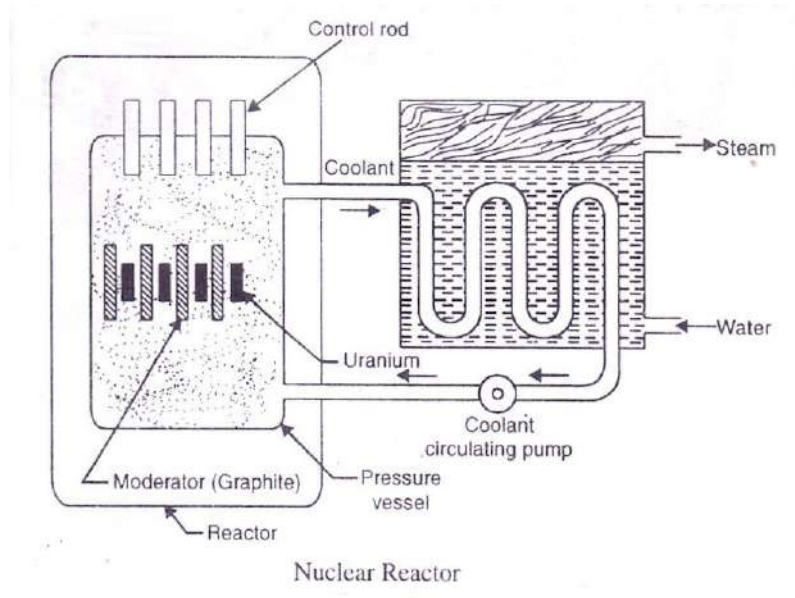 Control rod
Coolant
Steam
Water
Uranium
Coolant
circulating pump
Moderator (Graphite)
Pressure
vessel
Reactor
Nuclear Reactor